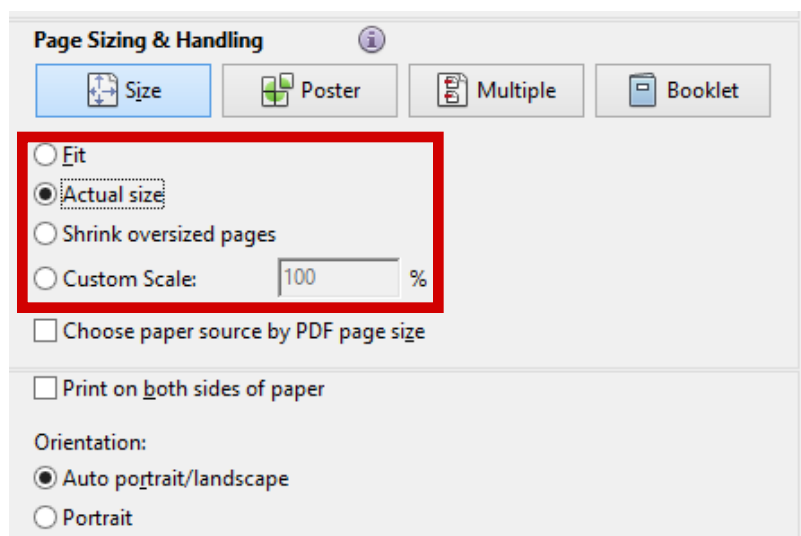 Page Sizing & Handling
Size Poster Multiple Booklet
Fit
Actual size
Shrink oversized pages
Custom Scale: 100 %
Choose paper source by PDF page size
Print on both sides of paper
Orientation:
Auto portrait/landscape
Portrait